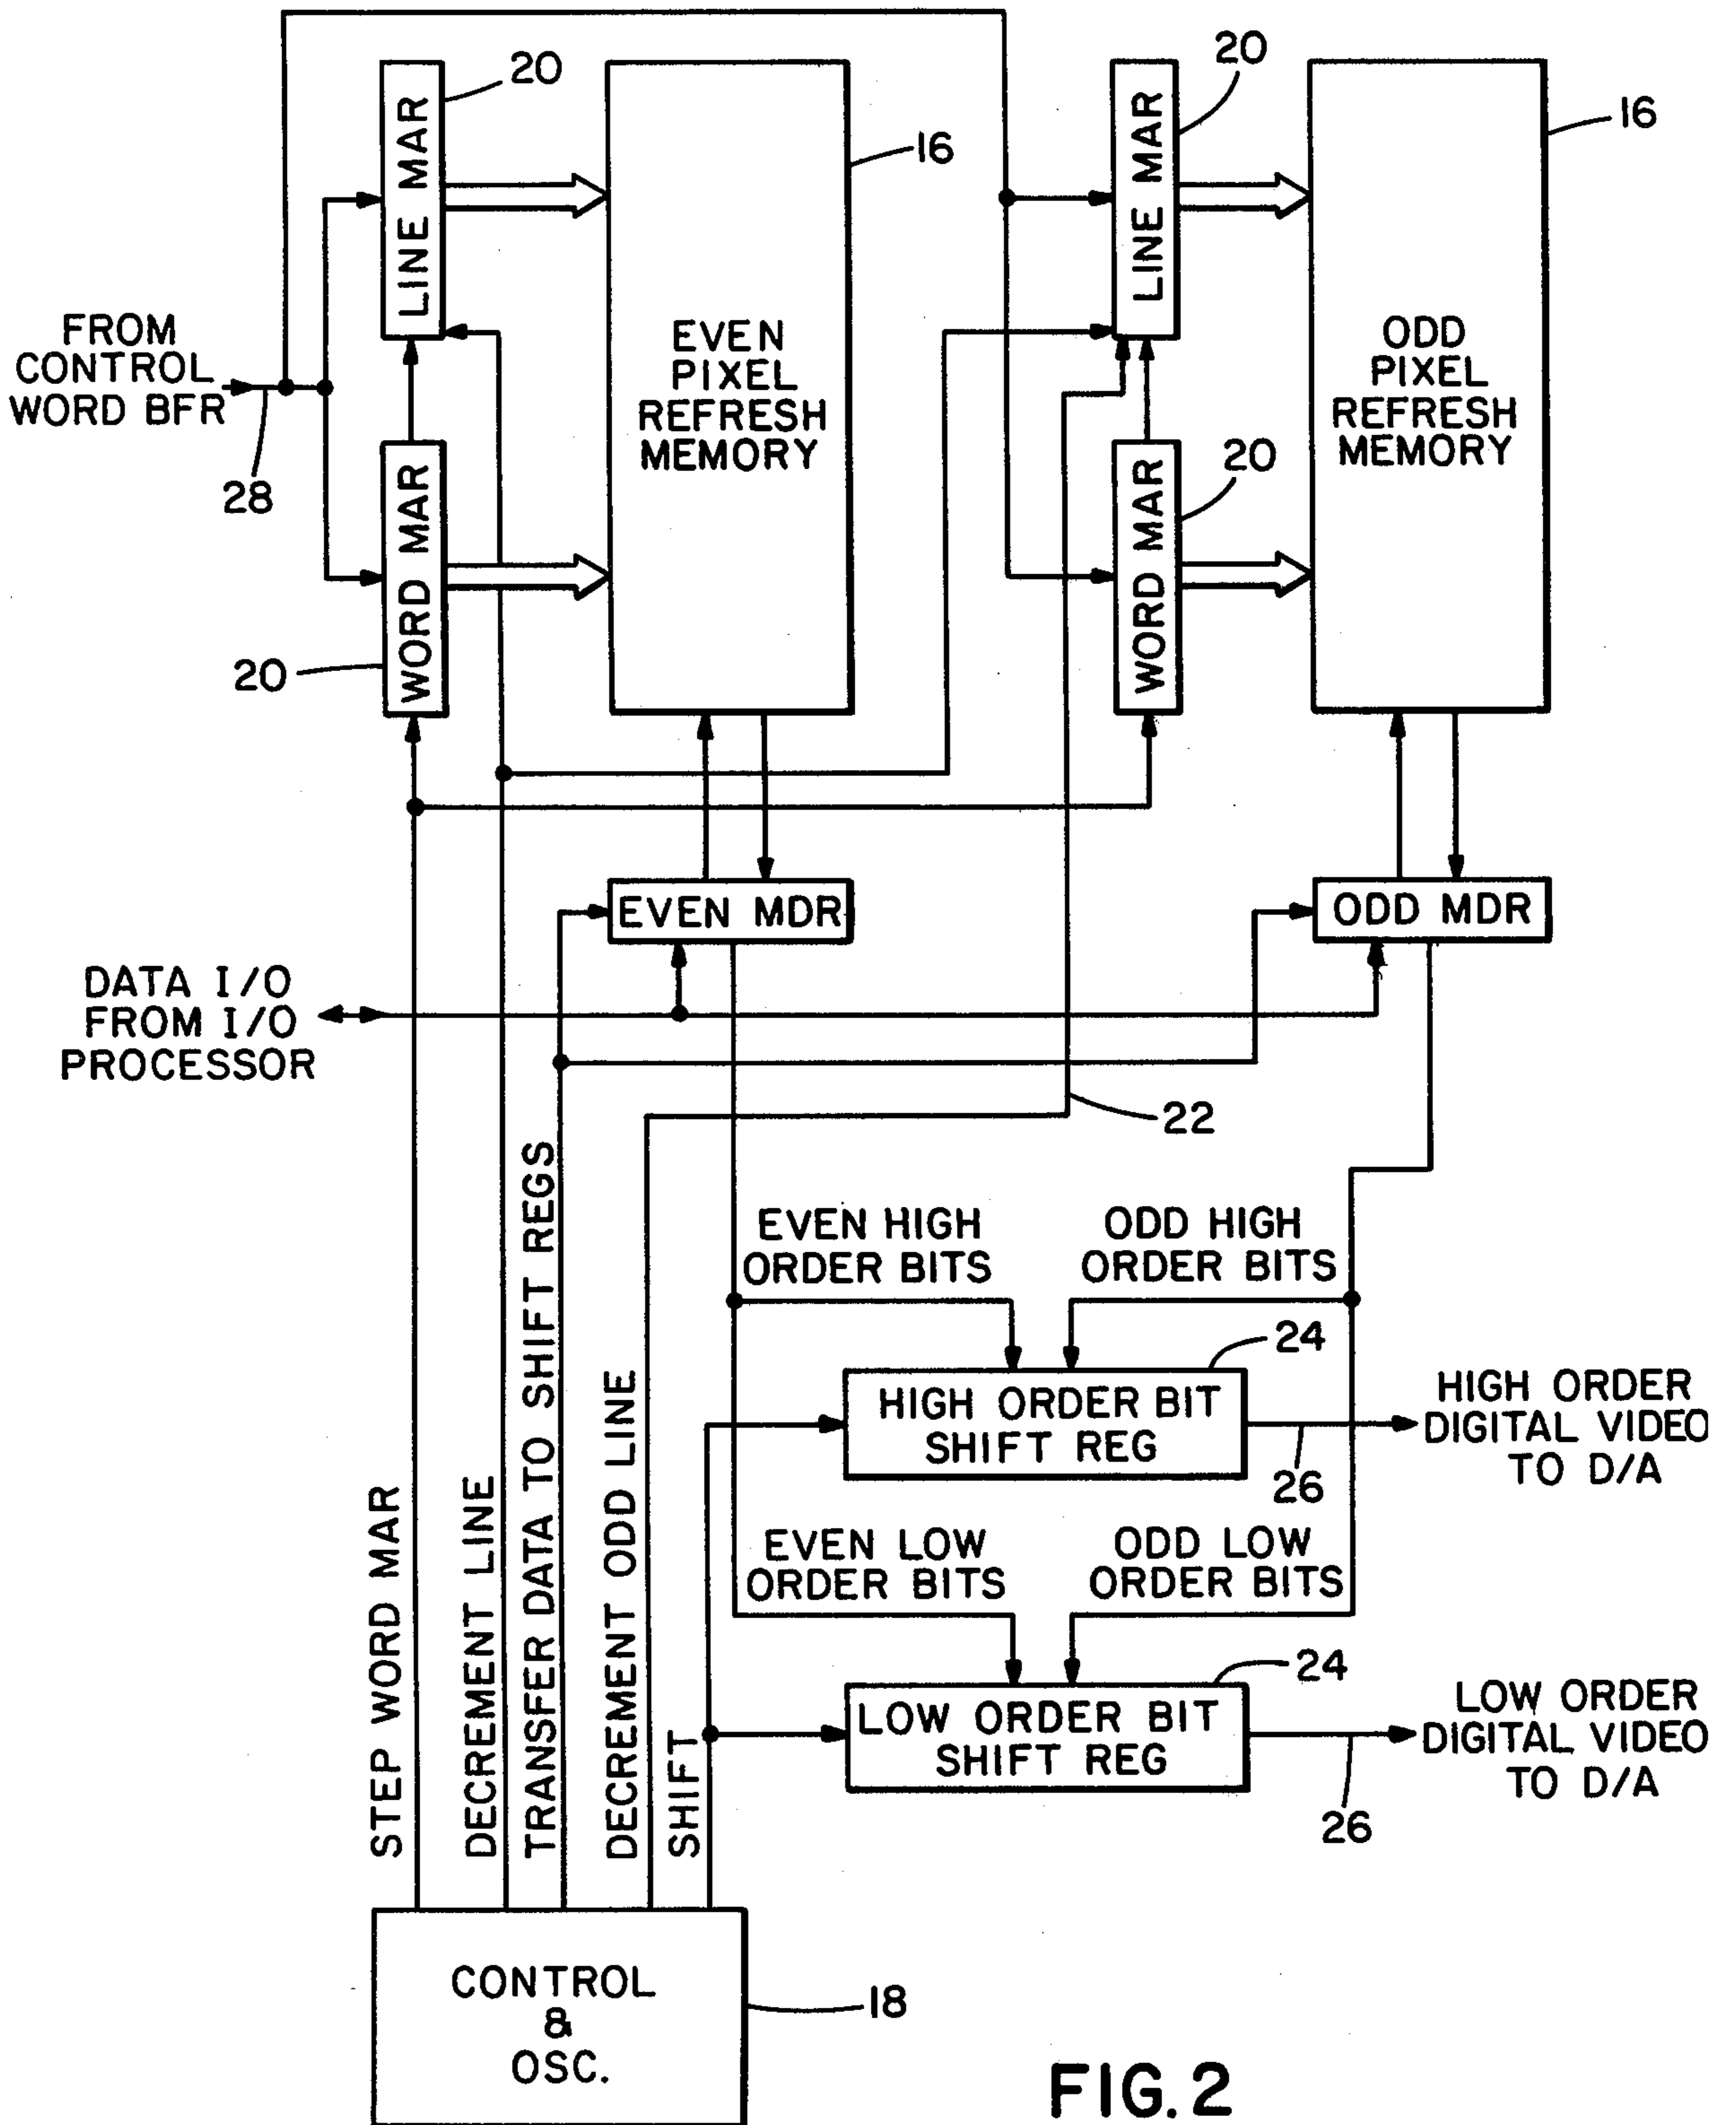 20
20
LINE MAR
LINE MAR
16
16
FROM
CONTROL
WORD BFR
28
EVEN
PIXEL
REFRESH
MEMORY
ODD
PIXEL
REFRESH
MEMORY
20
WORD MAR
WORD MAR
20
EVEN MDR
ODD MDR
DATA I/O
FROM I/O
PROCESSOR
22
EVEN HIGH
ORDER BITS
ODD HIGH
ORDER BITS
24
HIGH ORDER BIT
SHIFT REG
26
HIGH ORDER
DIGITAL VIDEO
TO D/A
EVEN LOW
ORDER BITS
ODD LOW
ORDER BITS
24
LOW ORDER BIT
SHIFT REG
26
LOW ORDER
DIGITAL VIDEO
TO D/A
STEP WORD MAR
DECREMENT LINE
TRANSFER DATA TO SHIFT REGS
DECREMENT ODD LINE
SHIFT
CONTROL
&
OSC.
18
FIG. 2